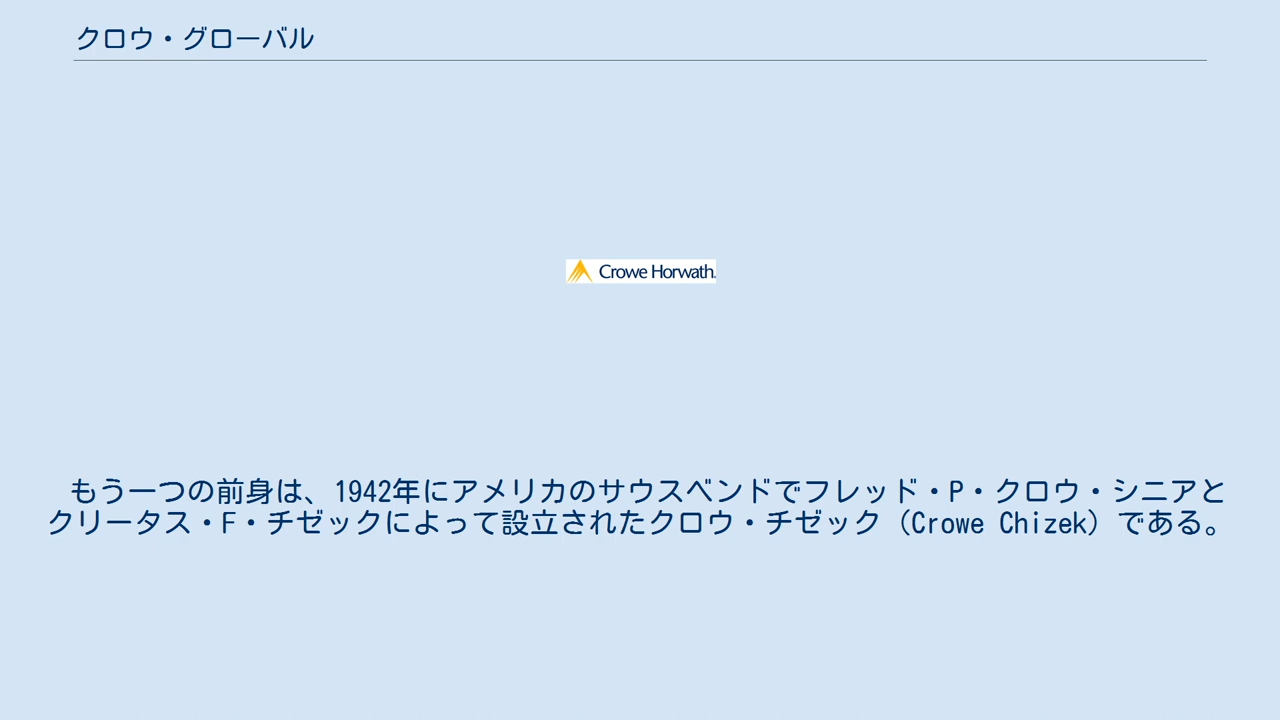 クロウ・グローバル
Crowe Horwath.
もう一つの前身は、1942年にアメリカのサウスベンドでフレッド・P・クロウ・シニアと
クリータス・F・チゼックによって設立されたクロウ・チゼック（Crowe Chizek）である。